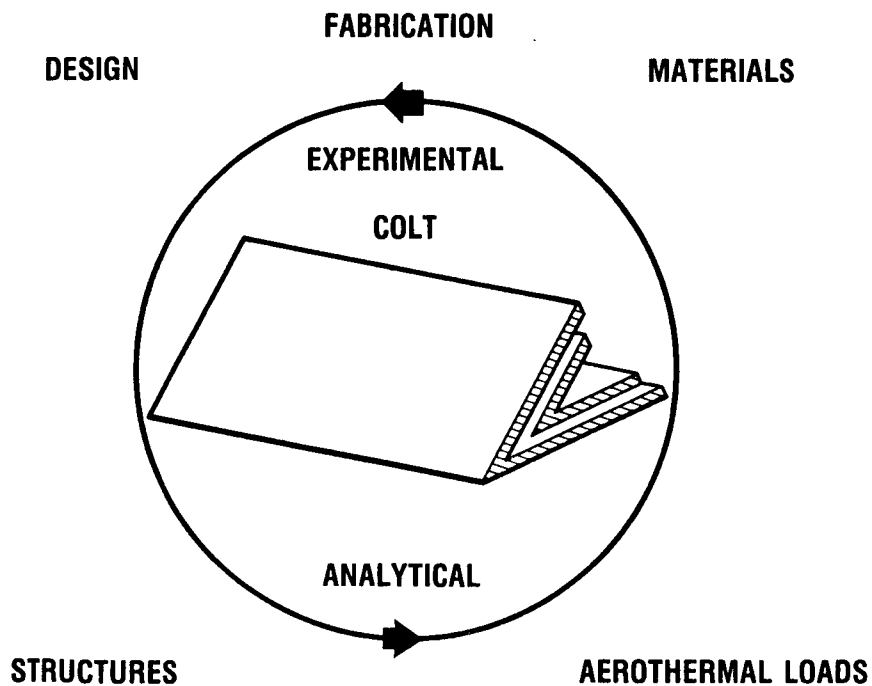 FABRICATION
DESIGN
MATERIALS
EXPERIMENTAL
COLT
ANALYTICAL
STRUCTURES
AEROTHERMAL LOADS